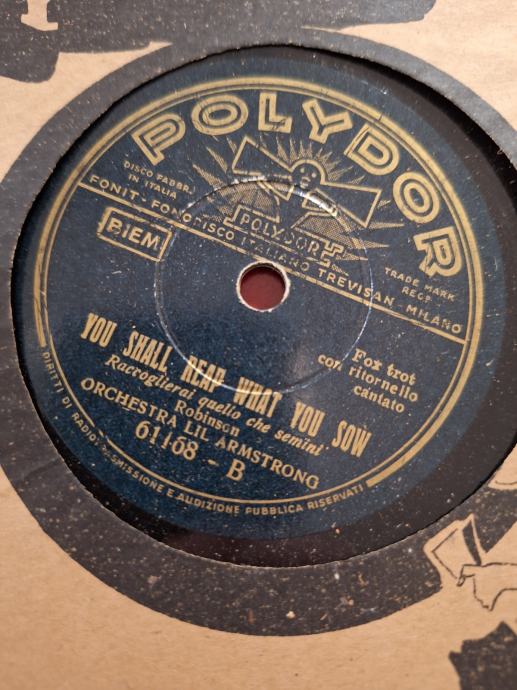 POLYDOR
DISCO FABBR.
IN ITALIA
POLYDOR
TRADE MARK
REG.
FONIT - FONODISCO ITALIANO TREVISAN - MILANO
BIEM
YOU SHALL REAP WHAT YOU SOW
Fox trot
con ritornello
cantato
Raccoglierai quello che semini
Robinson
ORCHESTRA LIL ARMSTRONG
61168 - B
DIRITTI DI RADIOTRASMISSIONE E AUDIZIONE PUBBLICA RISERVATI